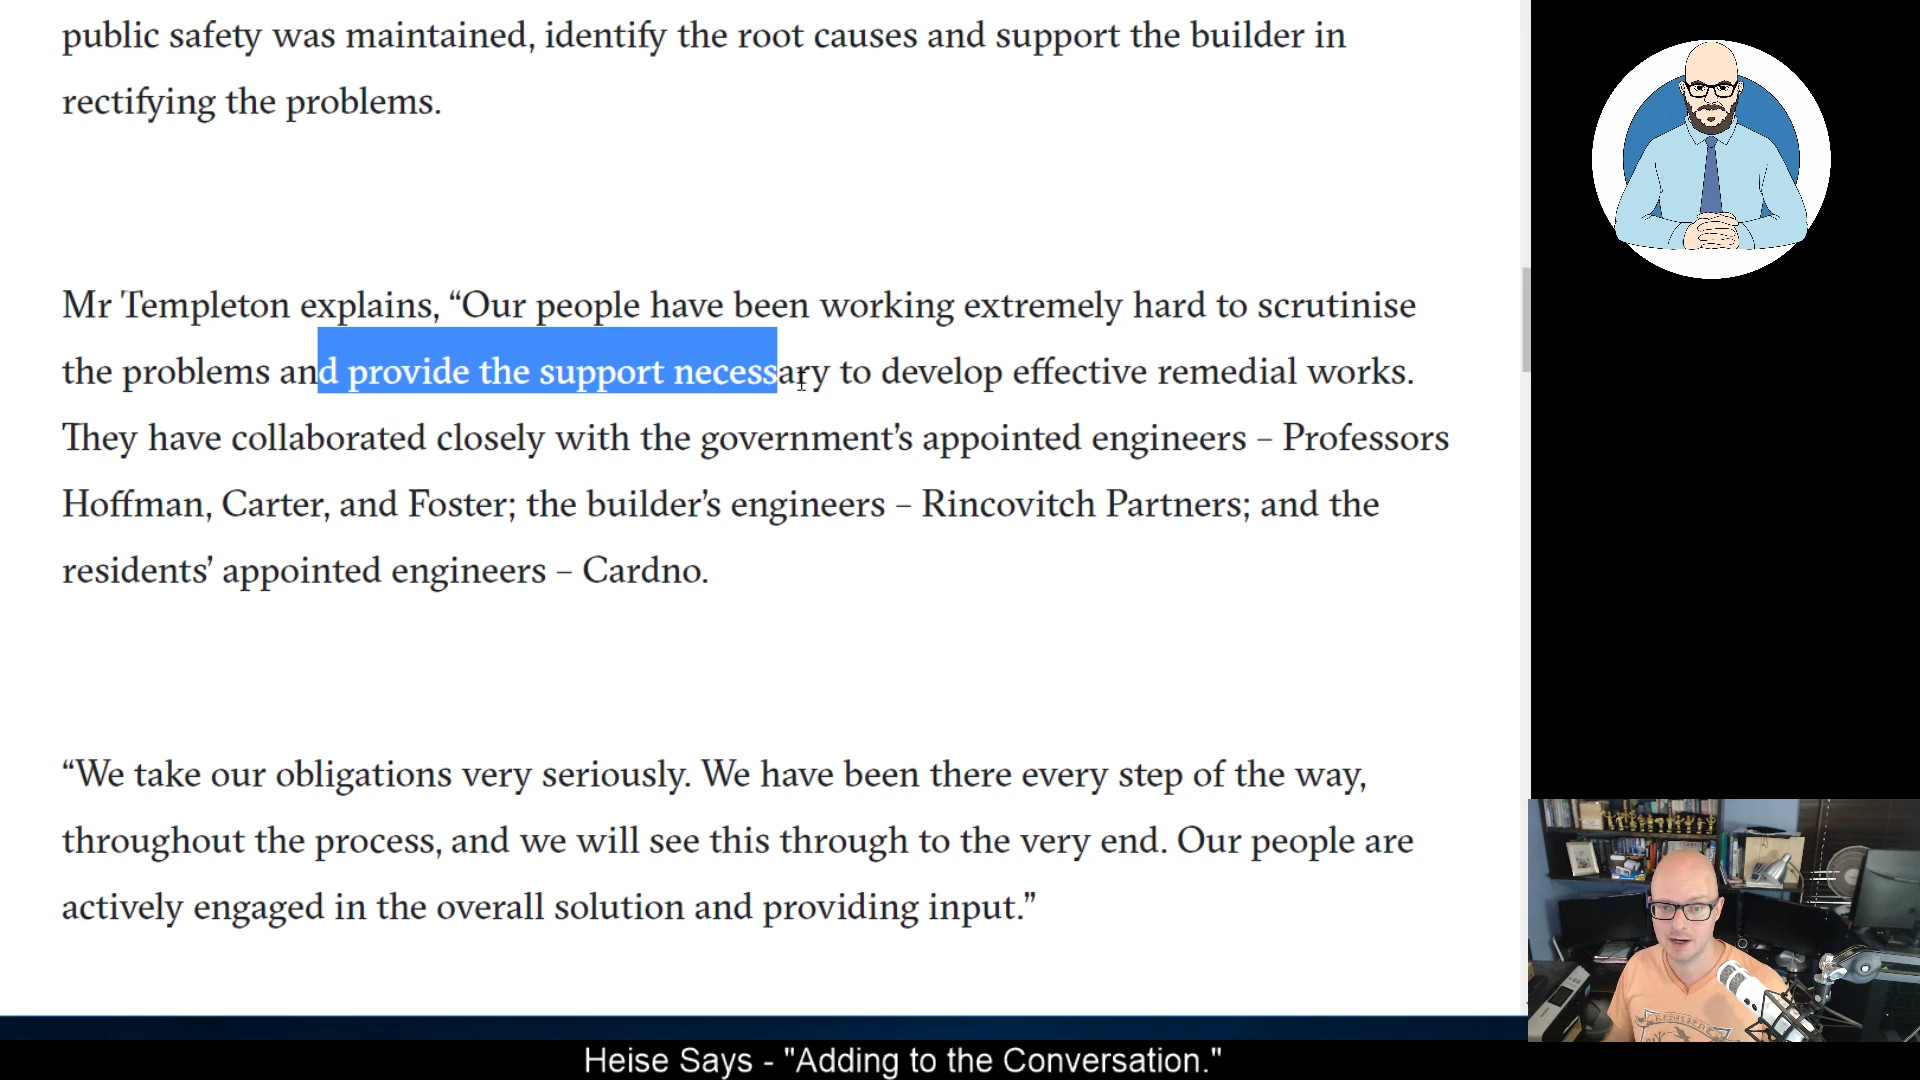 public safety was maintained, identify the root causes and support the builder in
rectifying the problems.
Mr Templeton explains, “Our people have been working extremely hard to scrutinise
the problems and provide the support necessary to develop effective remedial works.
They have collaborated closely with the government’s appointed engineers – Professors
Hoffman, Carter, and Foster; the builder’s engineers – Rincovitch Partners; and the
residents’ appointed engineers – Cardno.
“We take our obligations very seriously. We have been there every step of the way,
throughout the process, and we will see this through to the very end. Our people are
actively engaged in the overall solution and providing input.”
Heise Says - "Adding to the Conversation."